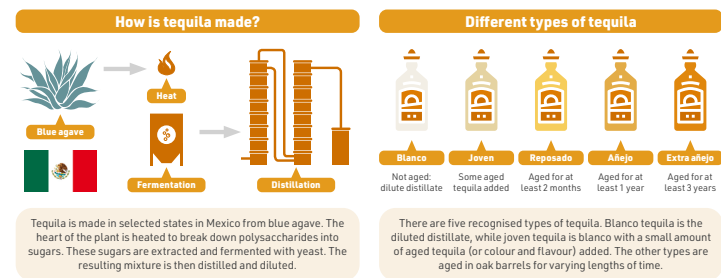 How is tequila made?
Blue agave
Heat
Fermentation
Distillation
Tequila is made in selected states in Mexico from blue agave. The
heart of the plant is heated to break down polysaccharides into
sugars. These sugars are extracted and fermented with yeast. The
resulting mixture is then distilled and diluted.
Different types of tequila
Blanco
Not aged:
dilute distillate
Joven
Some aged
tequila added
Reposado
Aged for at
least 2 months
Añejo
Aged for at
least 1 year
Extra añejo
Aged for at
least 3 years
There are five recognised types of tequila. Blanco tequila is the
diluted distillate, while joven tequila is blanco with a small amount
of aged tequila (or colour and flavour) added. The other types are
aged in oak barrels for varying lengths of time.